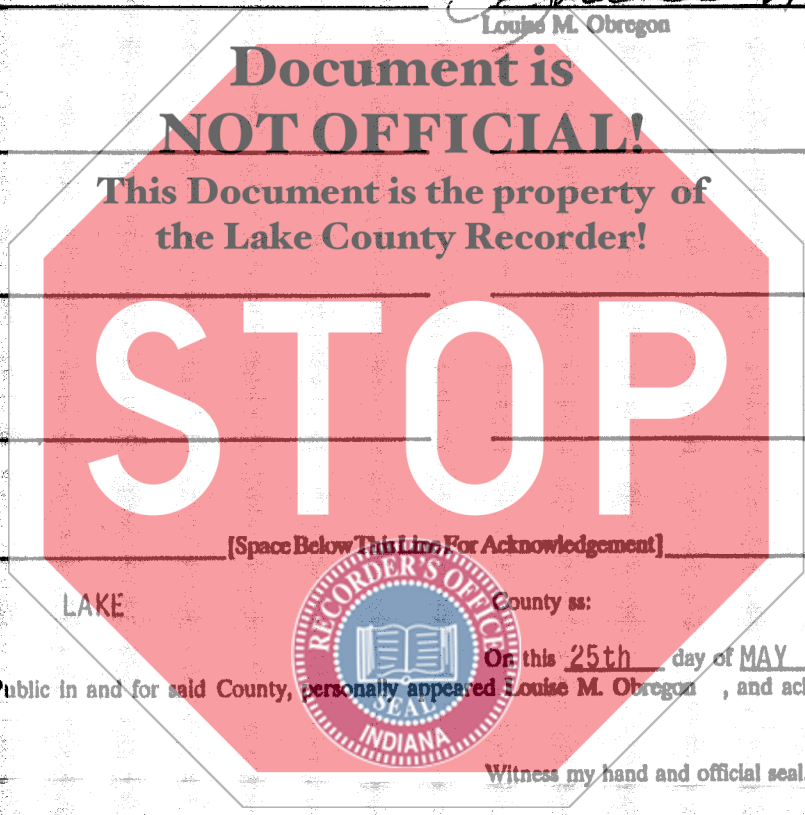 Louise M. Obregon
Document is
NOT OFFICIAL!
This Document is the property of
the Lake County Recorder!
STOP
[Space Below This Line For Acknowledgement]
LAKE County ss:
On this 25th day of MAY
Public in and for said County, personally appeared Louise M. Obregon , and ack
Witness my hand and official seal.
RECORDER'S OFFICE
SEAL
INDIANA